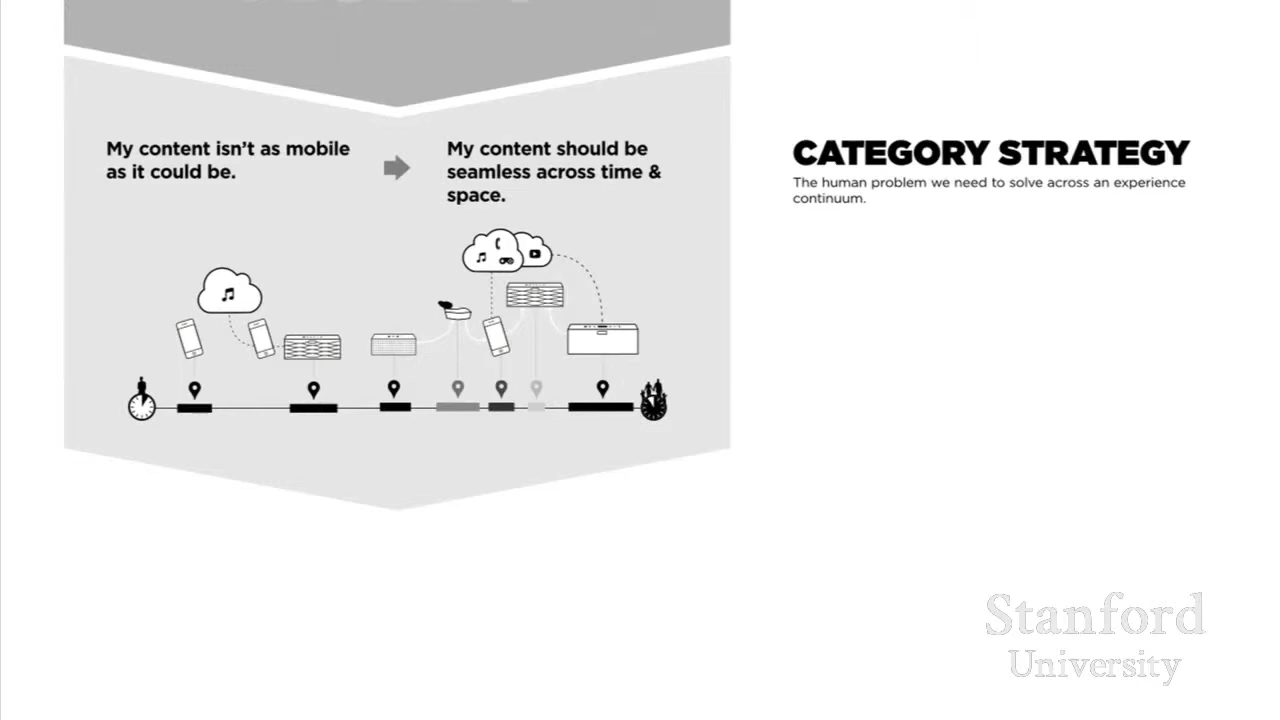 My content isn't as mobile
as it could be.
My content should be
seamless across time &
space.
CATEGORY STRATEGY
The human problem we need to solve across an experience
continuum.
Stanford
University